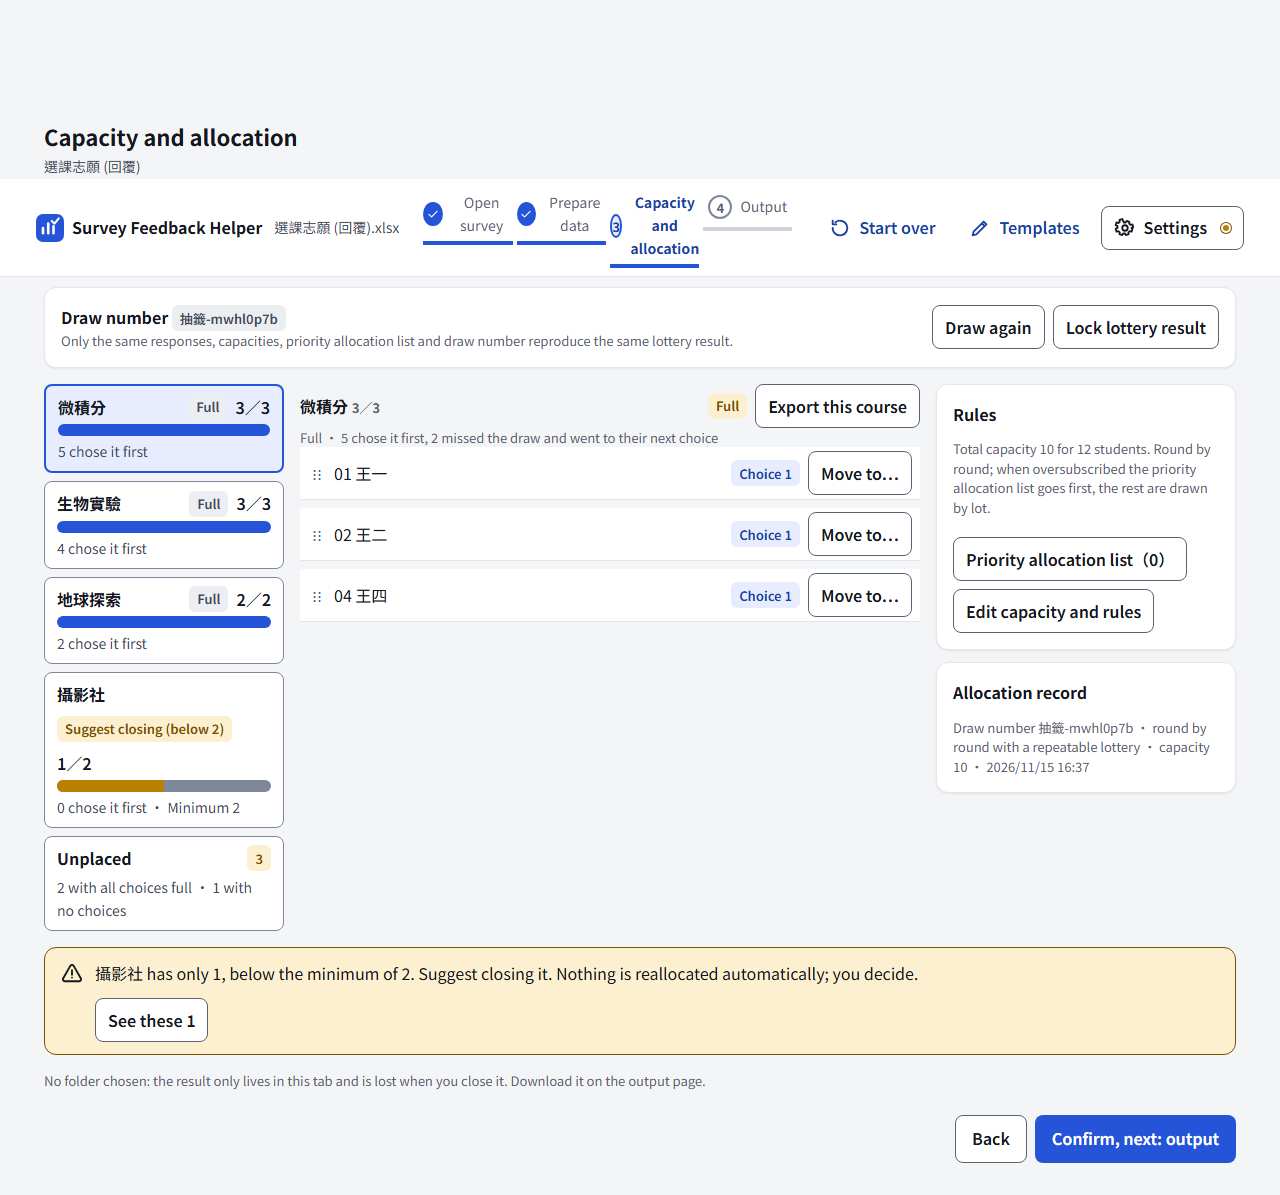 Capacity and allocation
選課志願 (回覆)
Survey Feedback Helper
選課志願 (回覆).xlsx
Open
survey
Prepare
data
3
Capacity
and
allocation
4
Output
Start over
Templates
Settings
Draw number 抽籤-mwhl0p7b
Only the same responses, capacities, priority allocation list and draw number reproduce the same lottery result.
Draw again
Lock lottery result
微積分 Full 3／3
5 chose it first
生物實驗 Full 3／3
4 chose it first
地球探索 Full 2／2
2 chose it first
攝影社
Suggest closing (below 2)
1／2
0 chose it first ・ Minimum 2
Unplaced 3
2 with all choices full ・ 1 with
no choices
微積分 3／3 Full Export this course
Full ・ 5 chose it first, 2 missed the draw and went to their next choice
01 王一 Choice 1 Move to…
02 王二 Choice 1 Move to…
04 王四 Choice 1 Move to…
Rules
Total capacity 10 for 12 students. Round by
round; when oversubscribed the priority
allocation list goes first, the rest are drawn
by lot.
Priority allocation list（0）
Edit capacity and rules
Allocation record
Draw number 抽籤-mwhl0p7b ・ round by
round with a repeatable lottery ・ capacity
10 ・ 2026/11/15 16:37
攝影社 has only 1, below the minimum of 2. Suggest closing it. Nothing is reallocated automatically; you decide.
See these 1
No folder chosen: the result only lives in this tab and is lost when you close it. Download it on the output page.
Back
Confirm, next: output